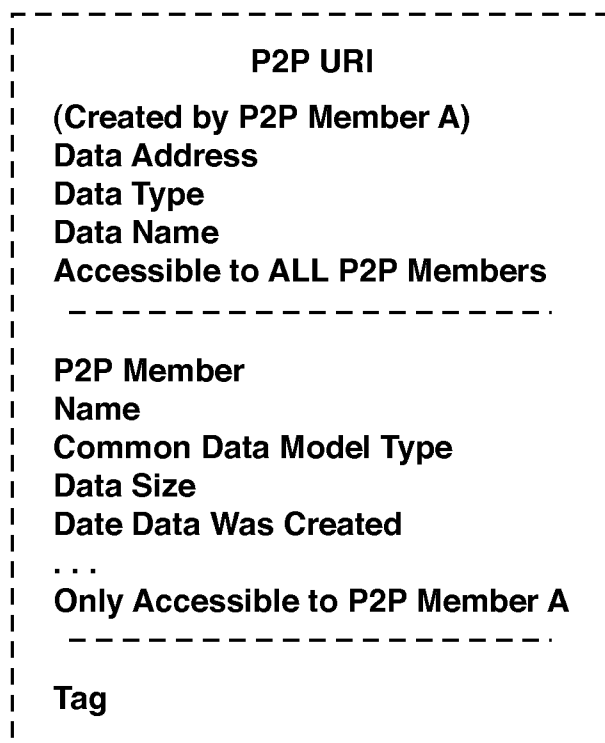 P2P URI
(Created by P2P Member A)
Data Address
Data Type
Data Name
Accessible to ALL P2P Members
P2P Member
Name
Common Data Model Type
Data Size
Date Data Was Created
. . .
Only Accessible to P2P Member A
Tag